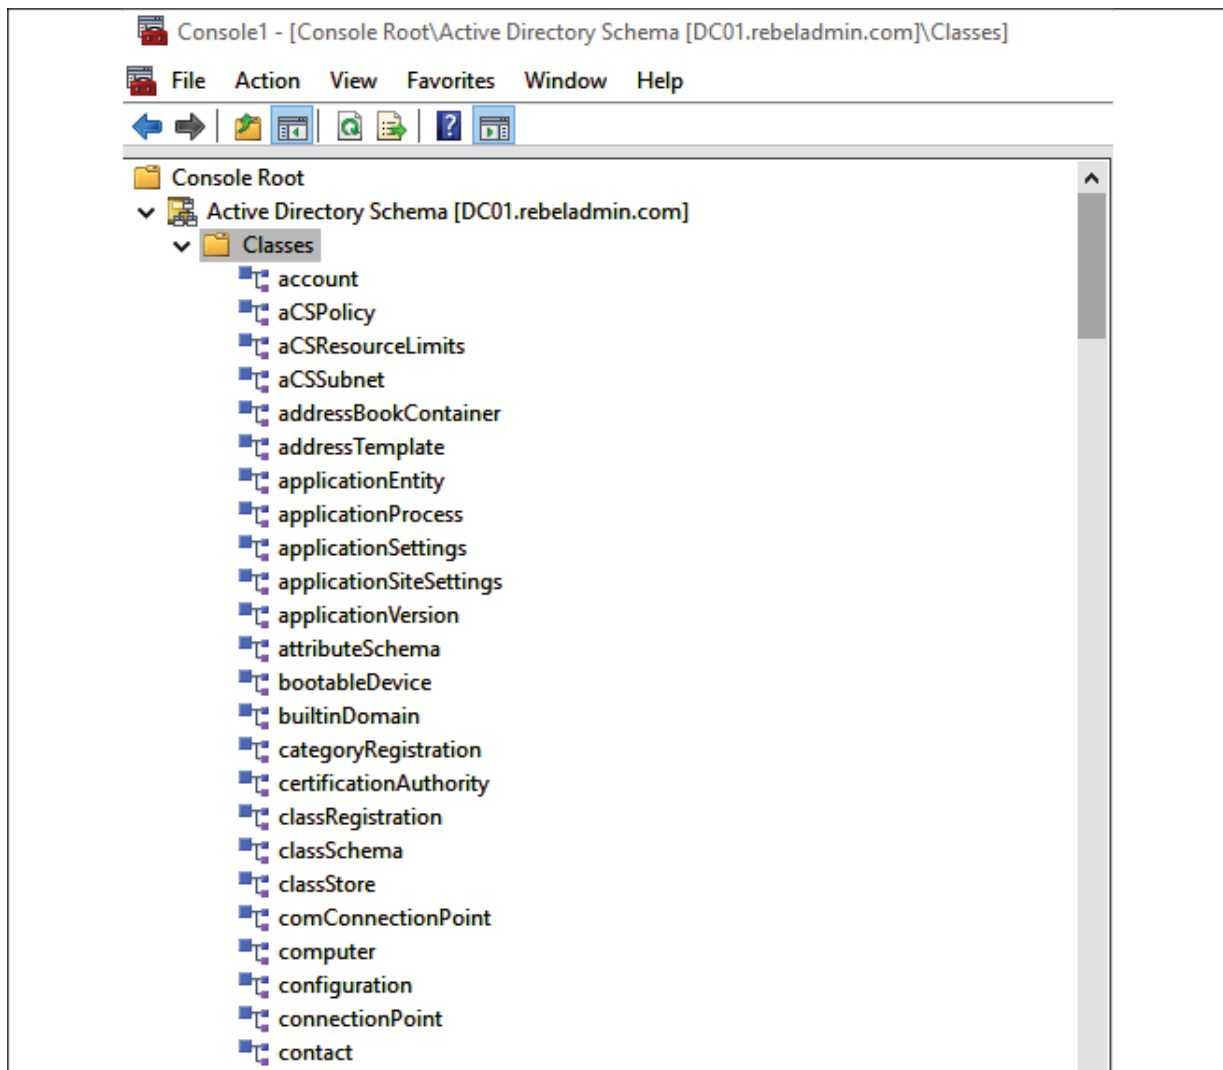 Console1 - [Console Root\Active Directory Schema [DC01.rebeladmin.com]\Classes]
File Action View Favorites Window Help
Console Root
Active Directory Schema [DC01.rebeladmin.com]
Classes
account
aCSPolicy
aCSResourceLimits
aCSSubnet
addressBookContainer
addressTemplate
applicationEntity
applicationProcess
applicationSettings
applicationSiteSettings
applicationVersion
attributeSchema
bootableDevice
builtinDomain
categoryRegistration
certificationAuthority
classRegistration
classSchema
classStore
comConnectionPoint
computer
configuration
connectionPoint
contact